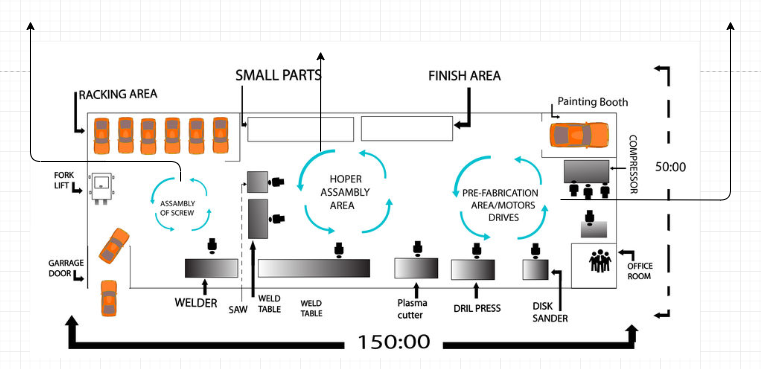 SMALL PARTS
FINISH AREA
RACKING AREA
Painting Booth
COMPRESSOR
50:00
FORK
LIFT
HOPER
ASSAMBLY
AREA
PRE-FABRICATION
AREA/MOTORS
DRIVES
ASSAMBLY
OF SCREW
GARRAGE
DOOR
OFFICE
ROOM
WELDER
SAW
WELD
TABLE
WELD
TABLE
Plasma
cutter
DRIL PRESS
DISK
SANDER
150:00